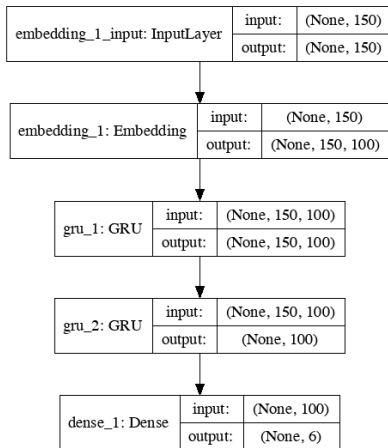 embedding_1_input: InputLayer
input: (None, 150)
output: (None, 150)
embedding_1: Embedding
input: (None, 150)
output: (None, 150, 100)
gru_1: GRU
input: (None, 150, 100)
output: (None, 150, 100)
gru_2: GRU
input: (None, 150, 100)
output: (None, 100)
dense_1: Dense
input: (None, 100)
output: (None, 6)